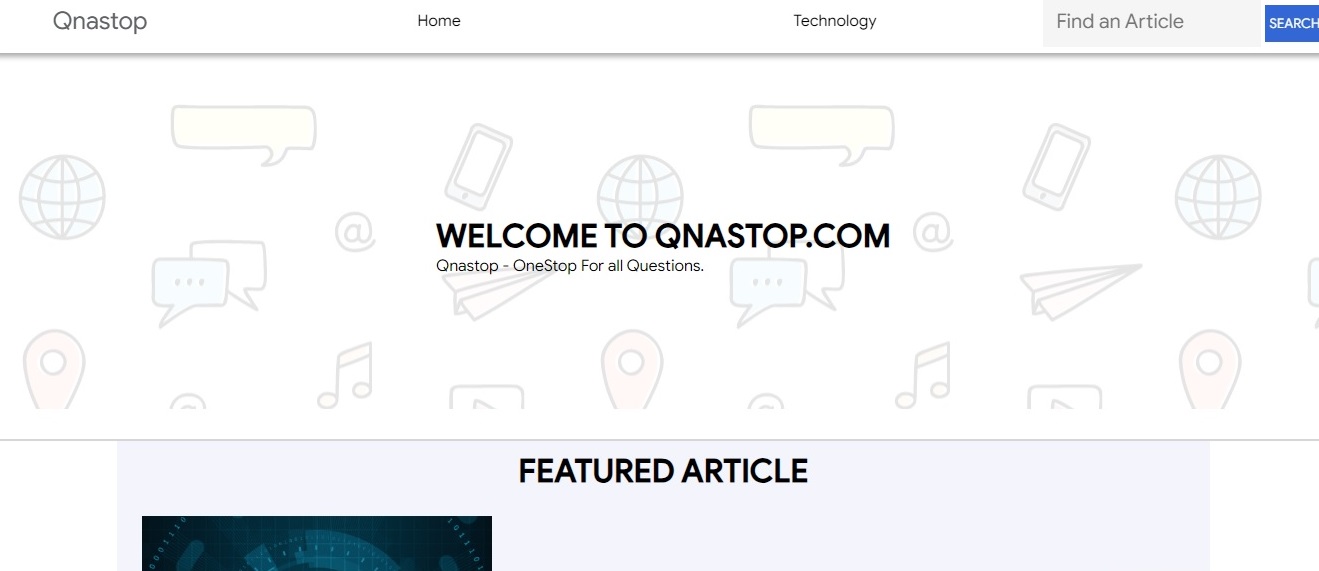 Qnastop Home Technology Find an Article SEARCH
WELCOME TO QNASTOP.COM
Qnastop - OneStop For all Questions.
FEATURED ARTICLE